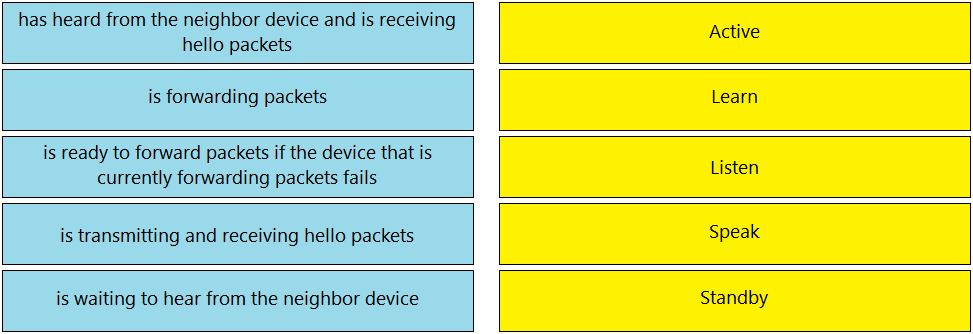 has heard from the neighbor device and is receiving
hello packets
Active
is forwarding packets
Learn
is ready to forward packets if the device that is
currently forwarding packets fails
Listen
is transmitting and receiving hello packets
Speak
is waiting to hear from the neighbor device
Standby